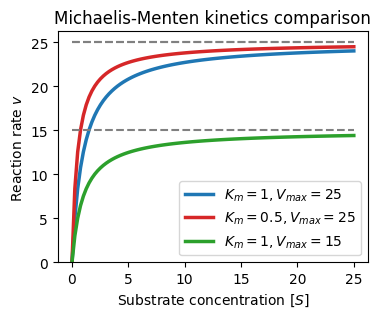 Michaelis-Menten kinetics comparison
Reaction rate v
25
20
15
10
5
0
K_m = 1, V_max = 25
K_m = 0.5, V_max = 25
K_m = 1, V_max = 15
0 5 10 15 20 25
Substrate concentration [S]